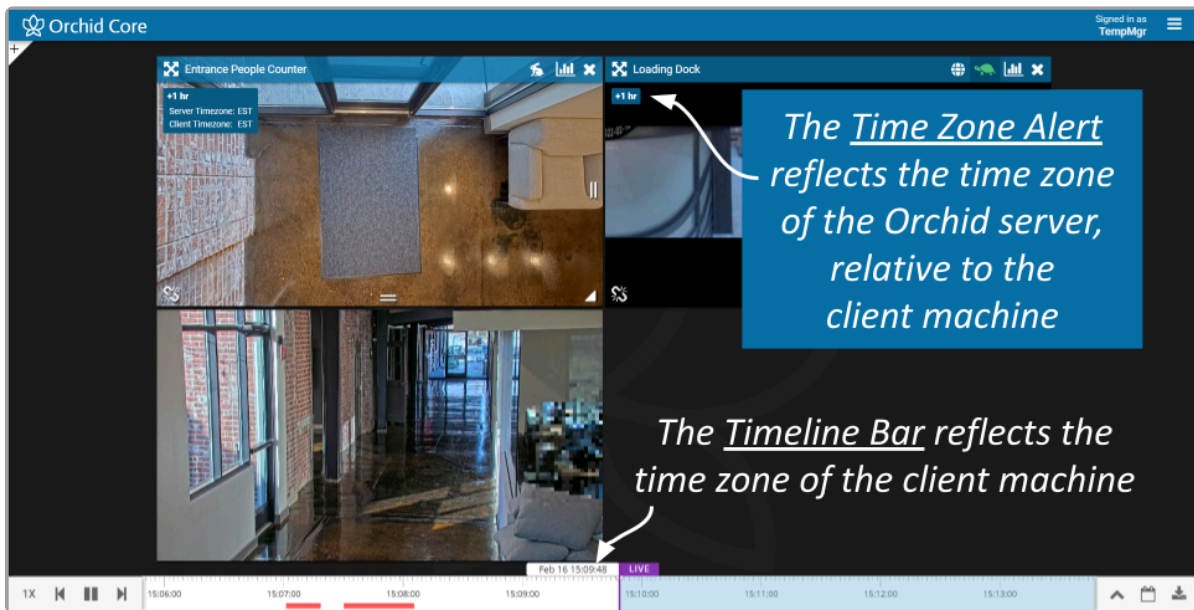 Orchid Core
Signed in as
TempMgr
+
Entrance People Counter
Loading Dock
+1 hr
Server Timezone: EST
Client Timezone: EST
+1 hr
The Time Zone Alert
reflects the time zone
of the Orchid server,
relative to the
client machine
The Timeline Bar reflects the
time zone of the client machine
Feb 16 15:09:48
LIVE
1X
15:06:00
15:07:00
15:08:00
15:09:00
15:10:00
15:11:00
15:12:00
15:13:00